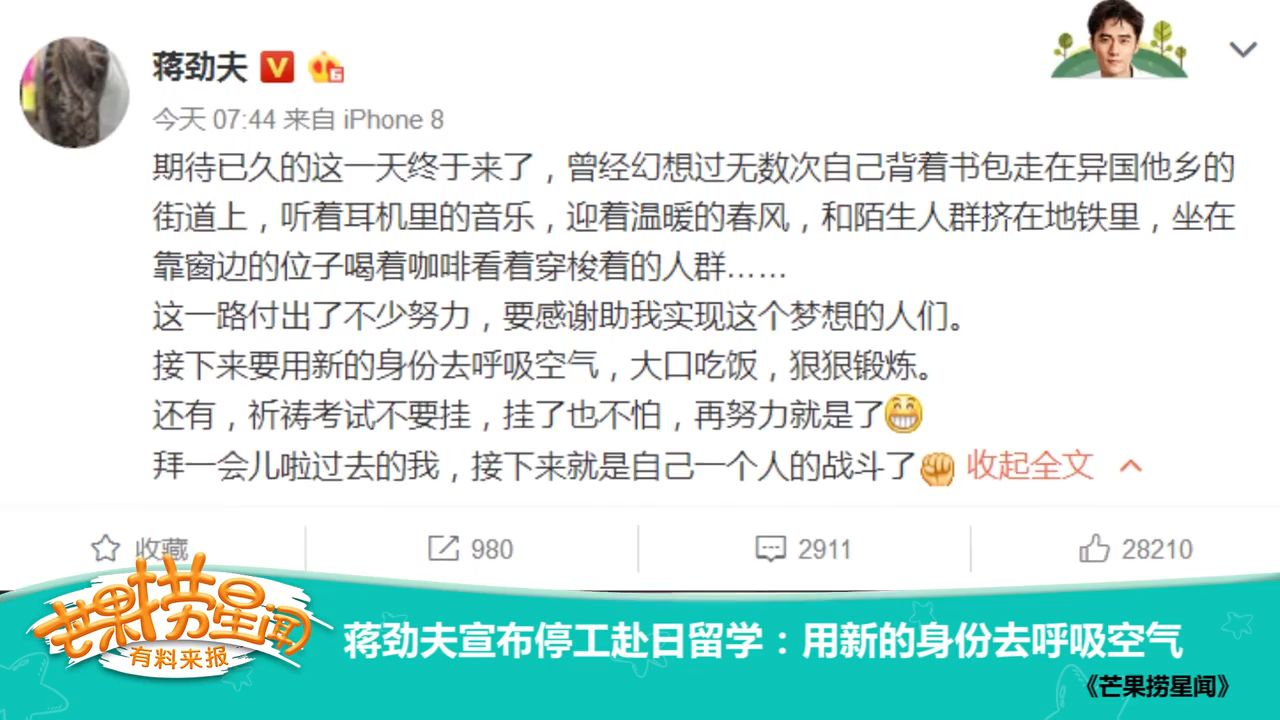 蒋劲夫
今天 07:44 来自 iPhone 8
期待已久的这一天终于来了，曾经幻想过无数次自己背着书包走在异国他乡的
街道上，听着耳机里的音乐，迎着温暖的春风，和陌生人群挤在地铁里，坐在
靠窗边的位子喝着咖啡看着穿梭着的人群……
这一路付出了不少努力，要感谢助我实现这个梦想的人们。
接下来要用新的身份去呼吸空气，大口吃饭，狠狠锻炼。
还有，祈祷考试不要挂，挂了也不怕，再努力就是了😁
拜一会儿啦过去的我，接下来就是自己一个人的战斗了✊ 收起全文
收藏 980 2911 28210
芒果捞星闻
有料来报
蒋劲夫宣布停工赴日留学：用新的身份去呼吸空气
《芒果捞星闻》